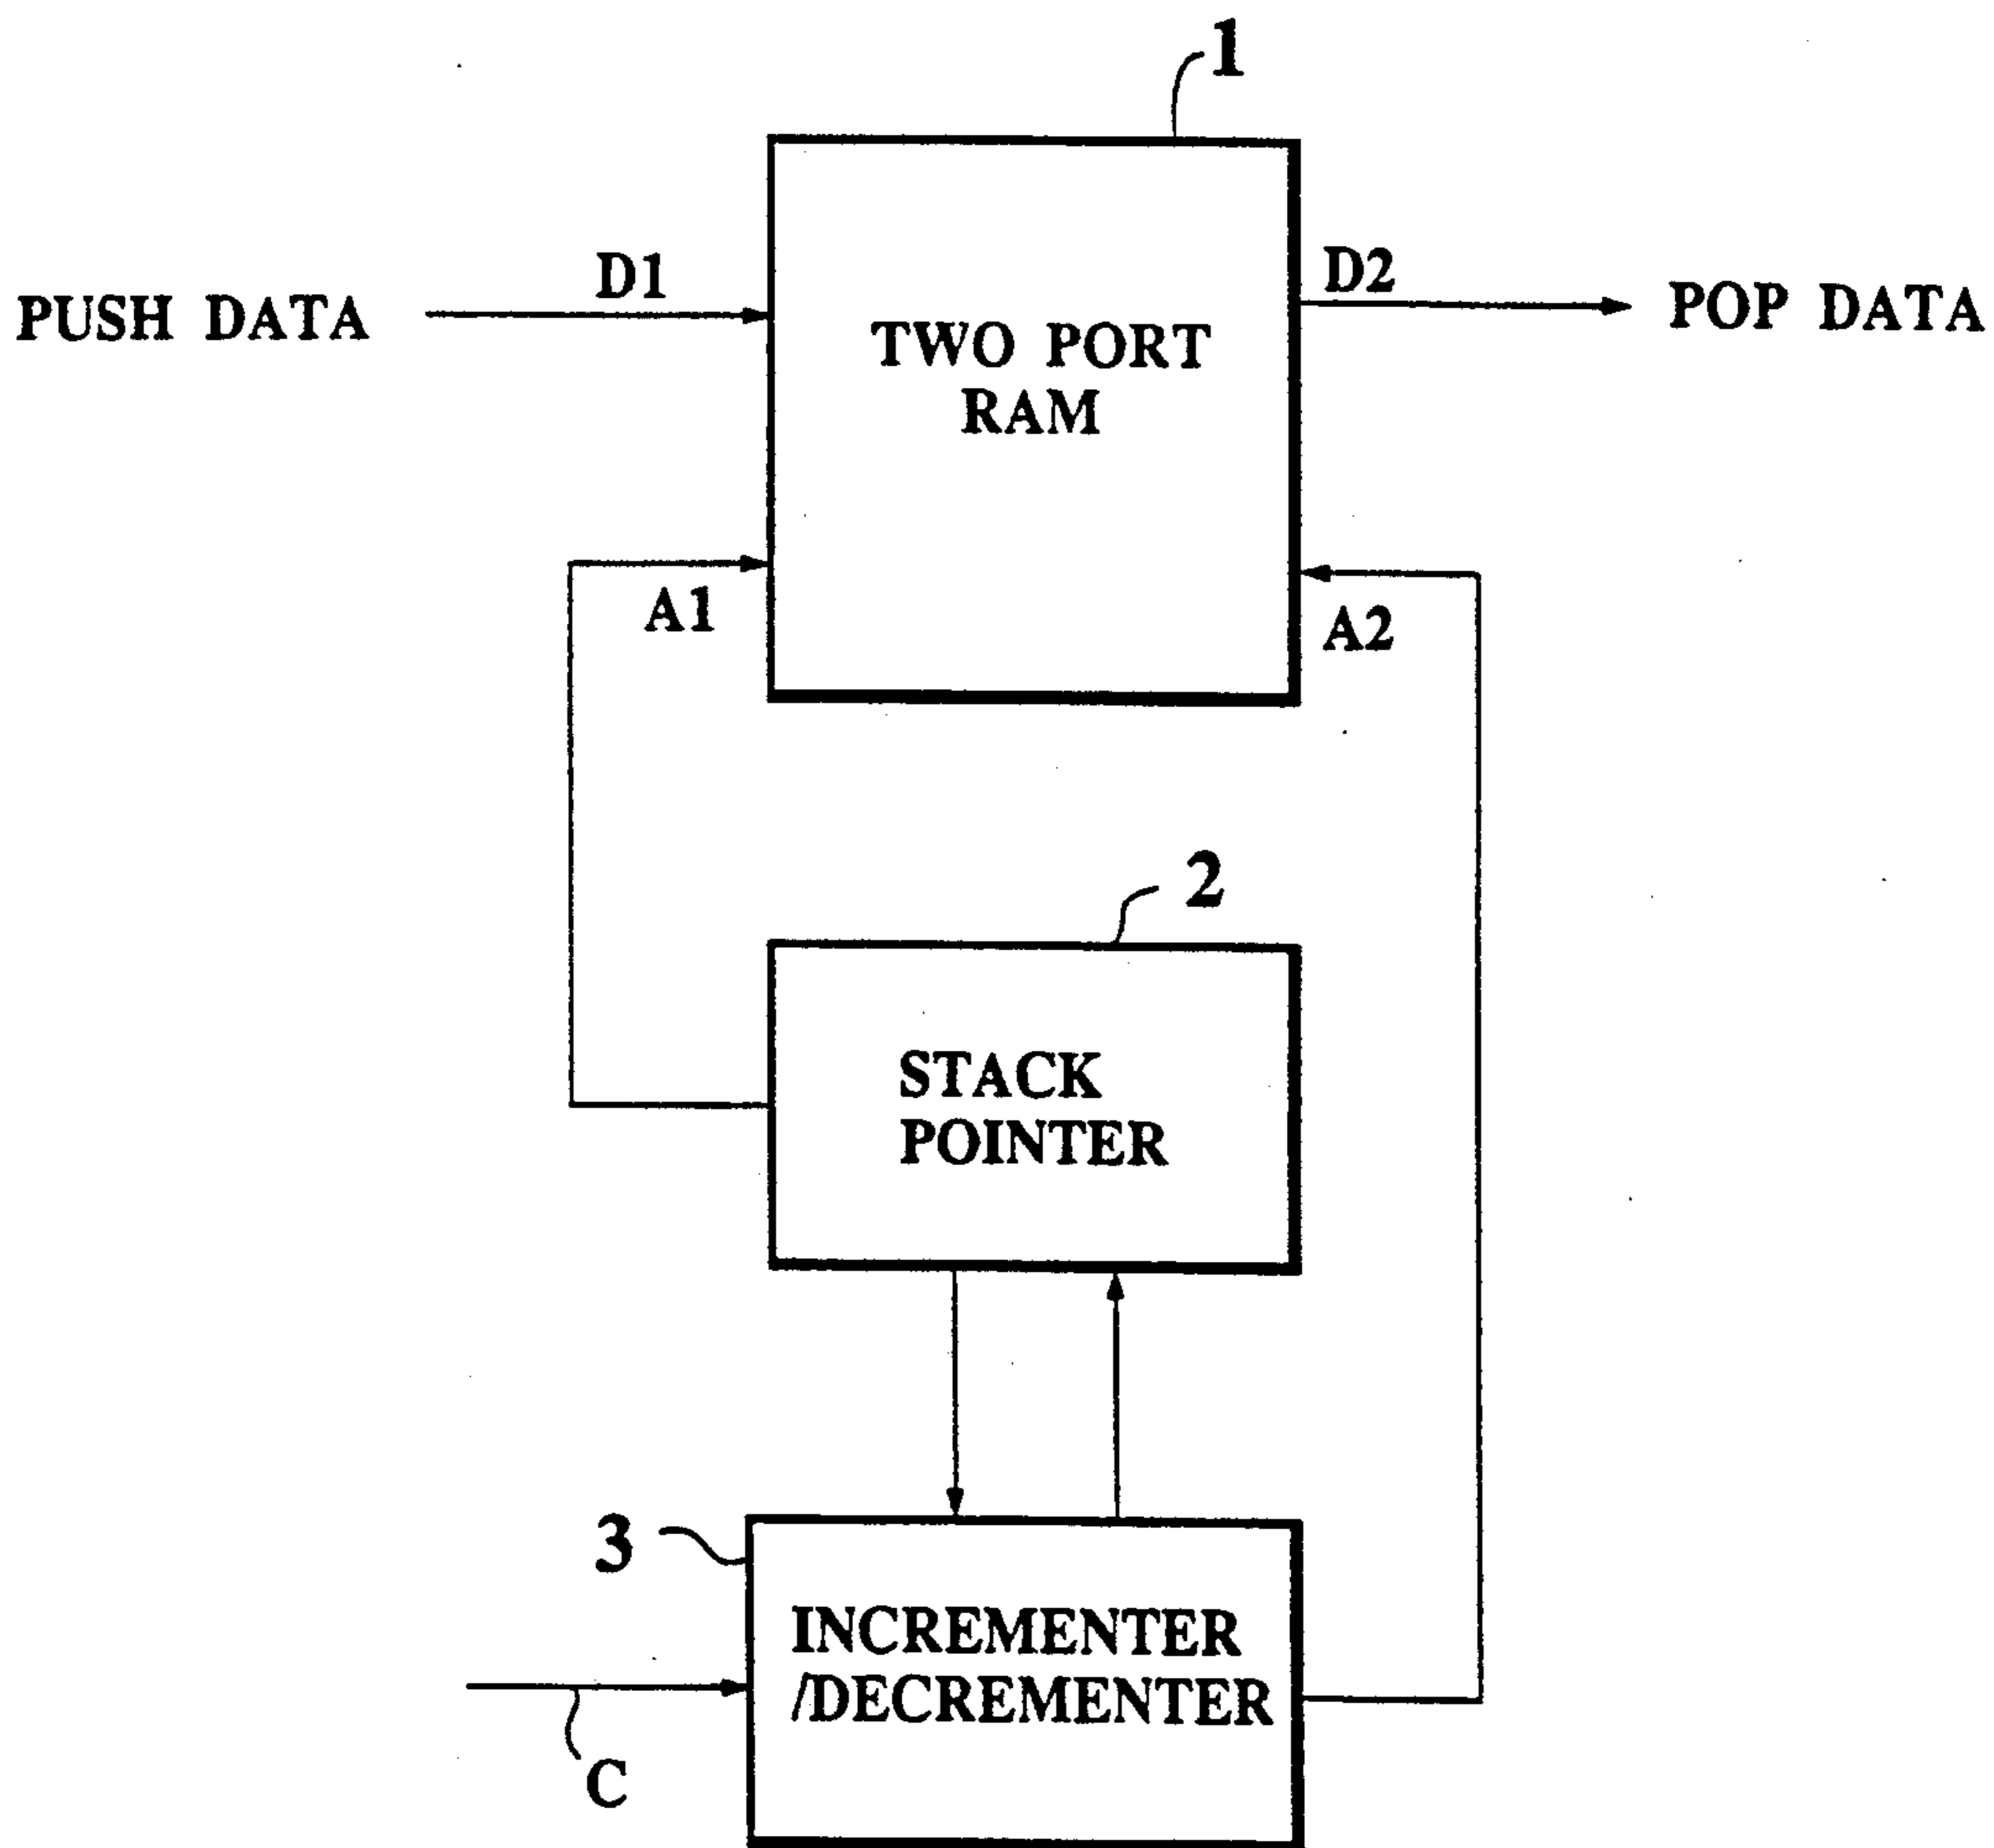 1
D1
D2
PUSH DATA
POP DATA
TWO PORT
RAM
A1
A2
2
STACK
POINTER
3
INCREMENTER
/DECREMENTER
C